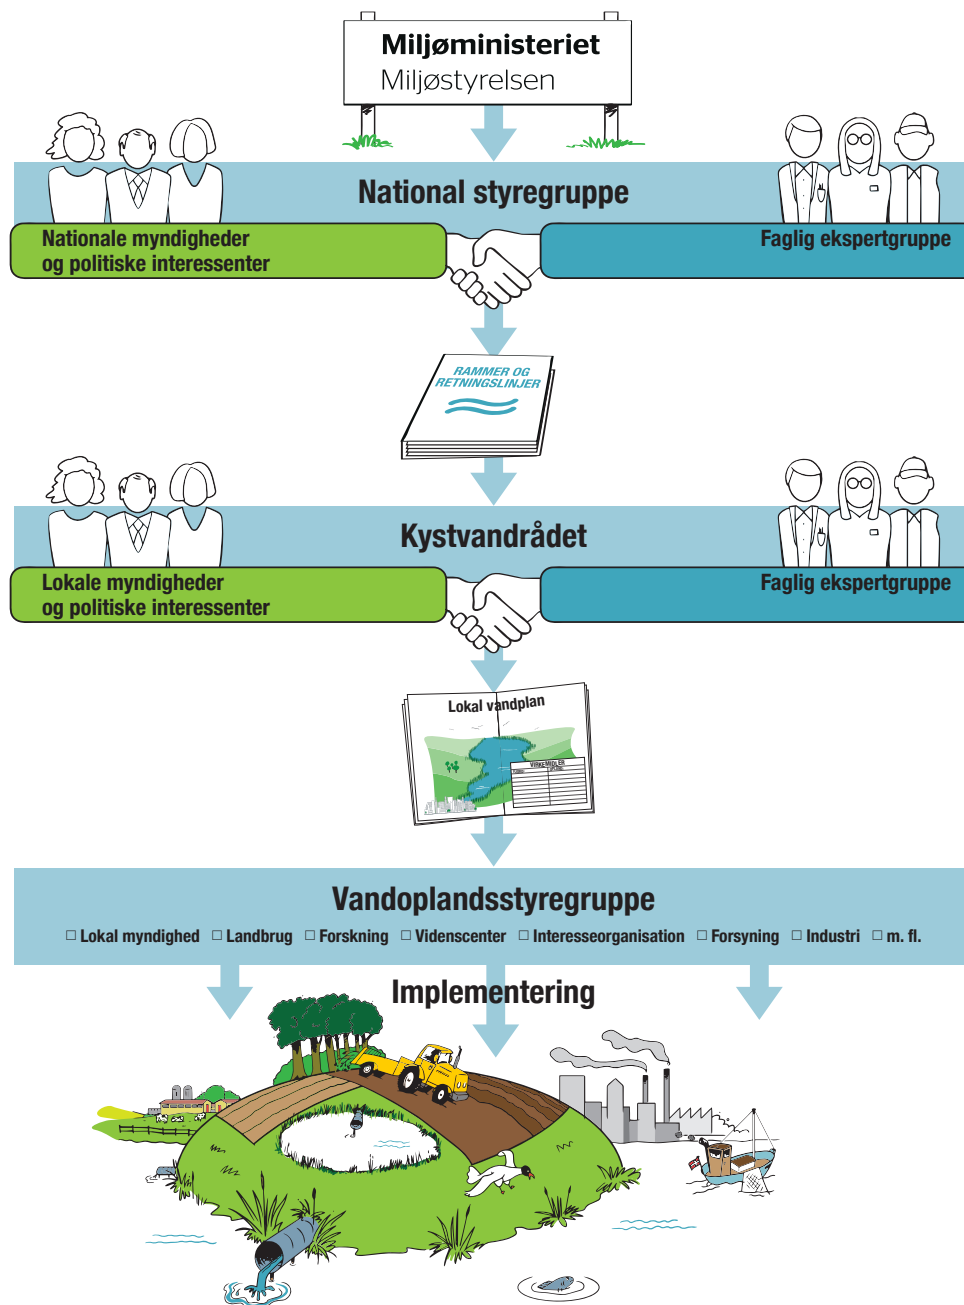 Miljøministeriet
Miljøstyrelsen
National styregruppe
Nationale myndigheder
og politiske interessenter
Faglig ekspertgruppe
RAMMER OG
RETNINGSLINJER
Kystvandrådet
Lokale myndigheder
og politiske interessenter
Faglig ekspertgruppe
Lokal vandplan
VIRKEMIDLER
Vandoplandsstyregruppe
□ Lokal myndighed □ Landbrug □ Forskning □ Videnscenter □ Interesseorganisation □ Forsyning □ Industri □ m. fl.
Implementering